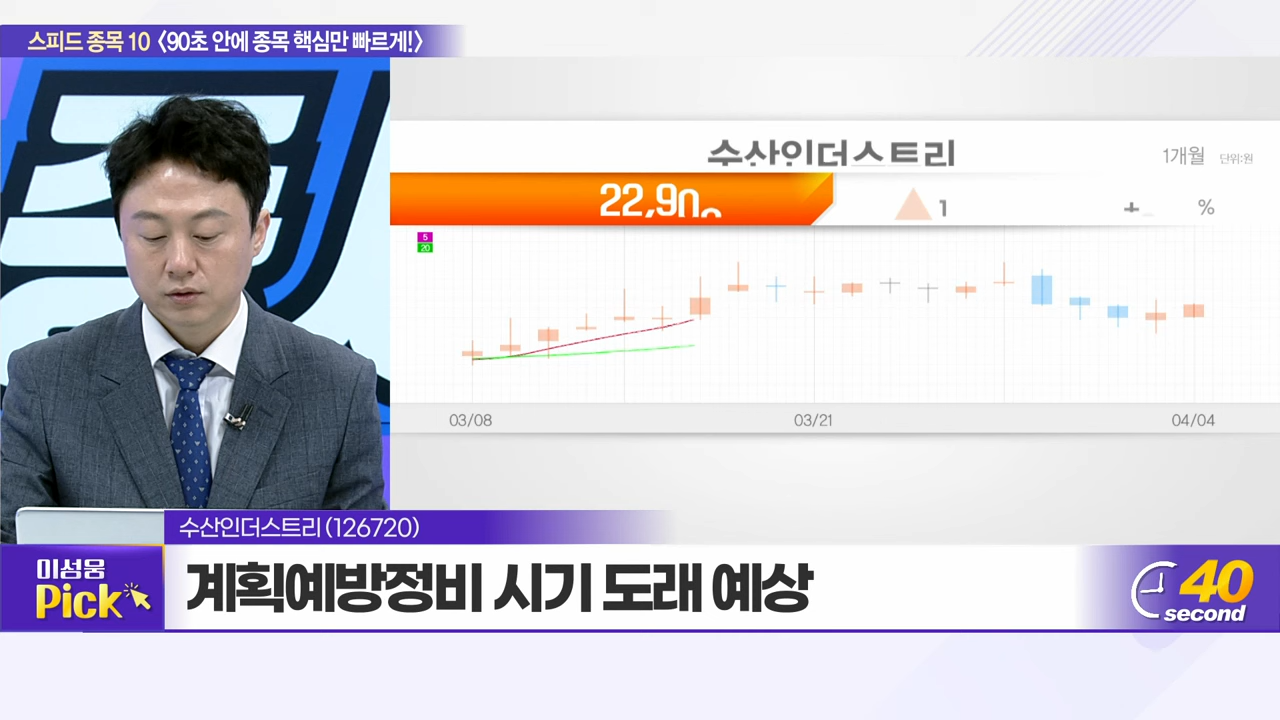 스피드 종목 10 〈90초 안에 종목 핵심만 빠르게!〉
수산인더스트리
1개월 단위:원
1
%
5
20
03/08 03/21 04/04
수산인더스트리 (126720)
이성웅
Pick
계획예방정비 시기 도래 예상
40
second